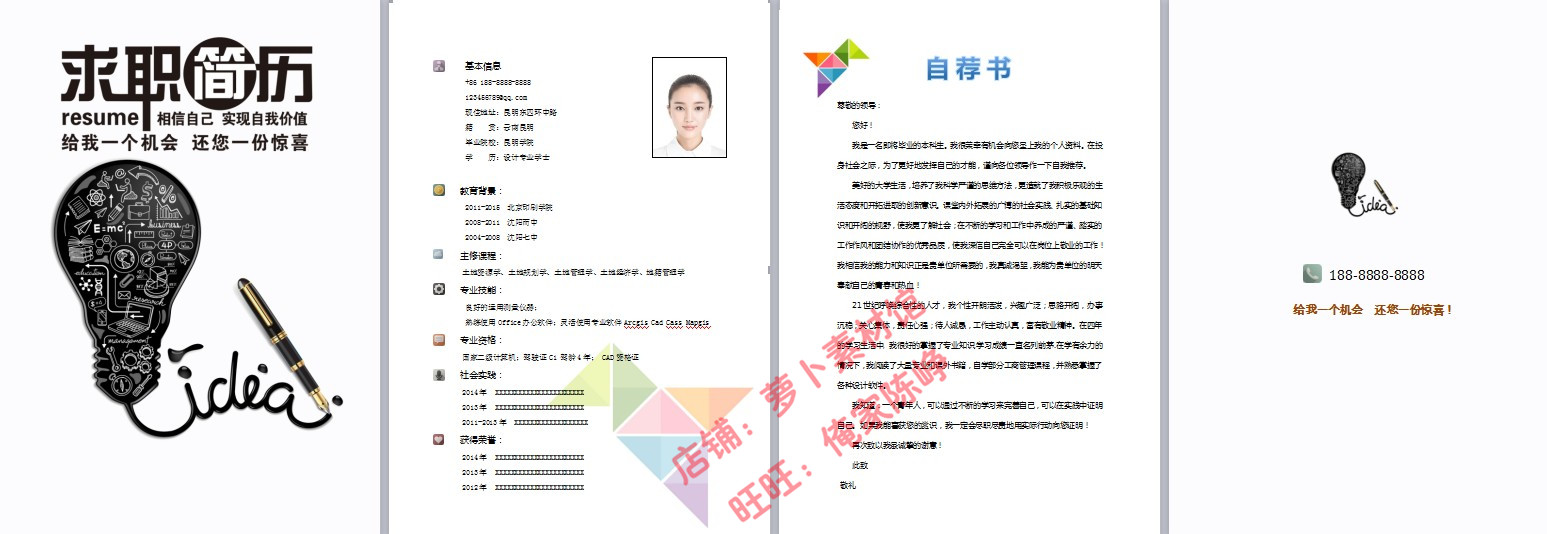 求职简历
resume 相信自己 实现自我价值
给我一个机会 还您一份惊喜
E=mc²
business
4P
education
research
management
idea
基本信息
+86 188-8888-8888
123456789@qq.com
现住地址：昆明东四环中路
籍 贯：云南昆明
毕业院校：昆明学院
学 历：设计专业学士
教育背景：
2011-2015 北京印刷学院
2008-2011 沈阳而中
2004-2008 沈阳七中
主修课程：
土地资源学、土地规划学、土地管理学、土地经济学、地籍管理学
专业技能：
良好的运用测量仪器；
熟练使用Office办公软件；灵活使用专业软件Arcgis Cad Cass Mapgis
专业资格：
国家二级计算机；驾驶证C1驾龄4年； CAD资格证
社会实践：
2014年 XXXXXXXXXXXXXXXXXXXXXXXX
2013年 XXXXXXXXXXXXXXXXXXXXXXXX
2011-2013年 XXXXXXXXXXXXXXXXXXXX
获得荣誉：
2014年 XXXXXXXXXXXXXXXXXXXXXXXX
2013年 XXXXXXXXXXXXXXXXXXXXXXXX
2012年 XXXXXXXXXXXXXXXXXXXXXXXX
自荐书
尊敬的领导：
您好！
我是一名即将毕业的本科生。我很荣幸有机会向您呈上我的个人资料。在投
身社会之际，为了更好地发挥自己的才能，谨向各位领导作一下自我推荐。
美好的大学生活，培养了我科学严谨的思维方法，更造就了我积极乐观的生
活态度和开拓进取的创新意识。课堂内外拓展的广博的社会实践、扎实的基础知
识和开阔的视野，使我更了解社会；在不断的学习和工作中养成的严谨、踏实的
工作作风和团结协作的优秀品质，使我深信自己完全可以在岗位上敬业的工作！
我相信我的能力和知识正是贵单位所需要的，我真诚渴望，我能为贵单位的明天
奉献自己的青春和热血！
21世纪呼唤综合性的人才，我个性开朗活发，兴趣广泛；思路开阔，办事
沉稳；关心集体，责任心强；待人诚恳，工作主动认真，富有敬业精神。在四年
的学习生活中，我很好的掌握了专业知识学习成绩一直名列前茅.在学有余力的
情况下，我阅读了大量专业和课外书籍，自学部分工商管理课程，并熟悉掌握了
各种设计软件。
我知道：一个青年人，可以通过不断的学习来完善自己，可以在实践中证明
自己。如果我能喜获您的赏识，我一定会尽职尽责地用实际行动向您证明！
再次致以我最诚挚的谢意！
此致
敬礼
店铺：萝卜素材馆
旺旺：俺家陈峥
idea
188-8888-8888
给我一个机会 还您一份惊喜！